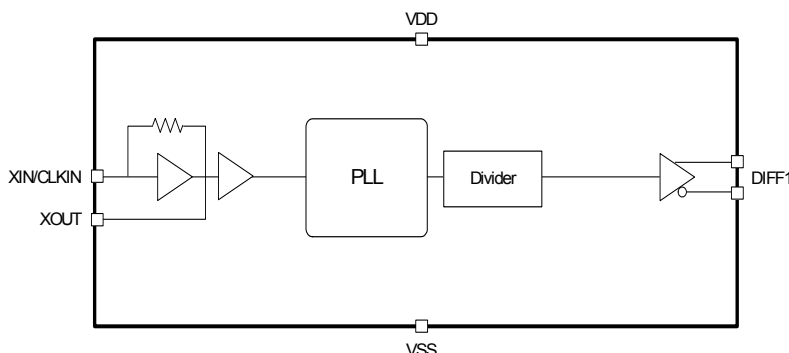 VDD
XIN/CLKIN
PLL
Divider
DIFF1
XOUT
VSS